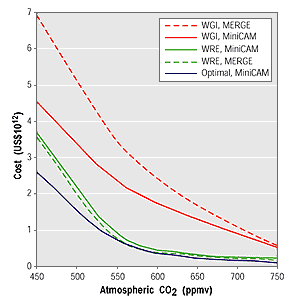 7
6
5
4
3
2
1
0
Cost (US$10¹²)
WGI, MERGE
WGI, MiniCAM
WRE, MiniCAM
WRE, MERGE
Optimal, MiniCAM
450 500 550 600 650 700 750
Atmospheric CO₂ (ppmv)